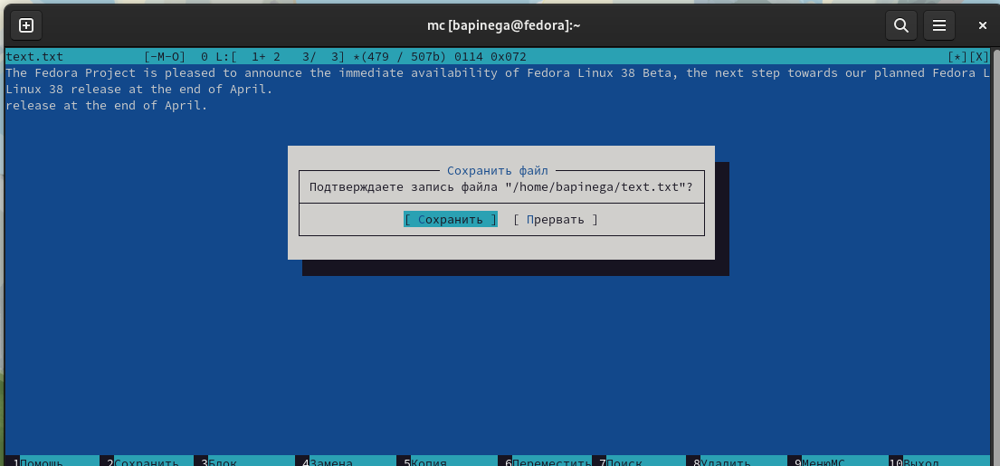 mc [bapinega@fedora]:~
text.txt [-M-O] 0 L:[ 1+ 2 3/ 3] *(479 / 507b) 0114 0x072 [*][X]
The Fedora Project is pleased to announce the immediate availability of Fedora Linux 38 Beta, the next step towards our planned Fedora L
Linux 38 release at the end of April.
release at the end of April.
Сохранить файл
Подтверждаете запись файла "/home/bapinega/text.txt"?
[ Сохранить ] [ Прервать ]
1Помощь 2Сохранить 3Блок 4Замена 5Копия 6Переместить 7Поиск 8Удалить 9МенюMC 10Выход